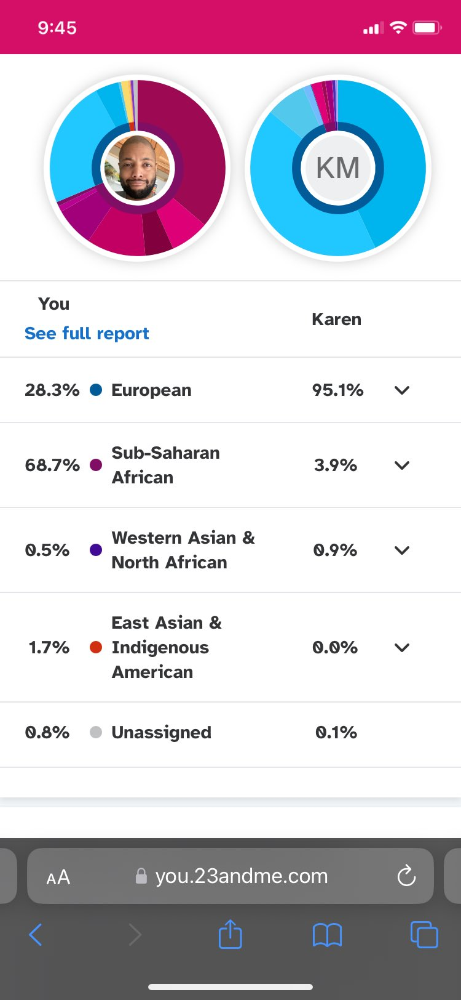 9:45
KM
You
See full report
Karen
28.3% European 95.1%
68.7% Sub-Saharan
African 3.9%
0.5% Western Asian &
North African 0.9%
1.7% East Asian &
Indigenous
American 0.0%
0.8% Unassigned 0.1%
AA you.23andme.com